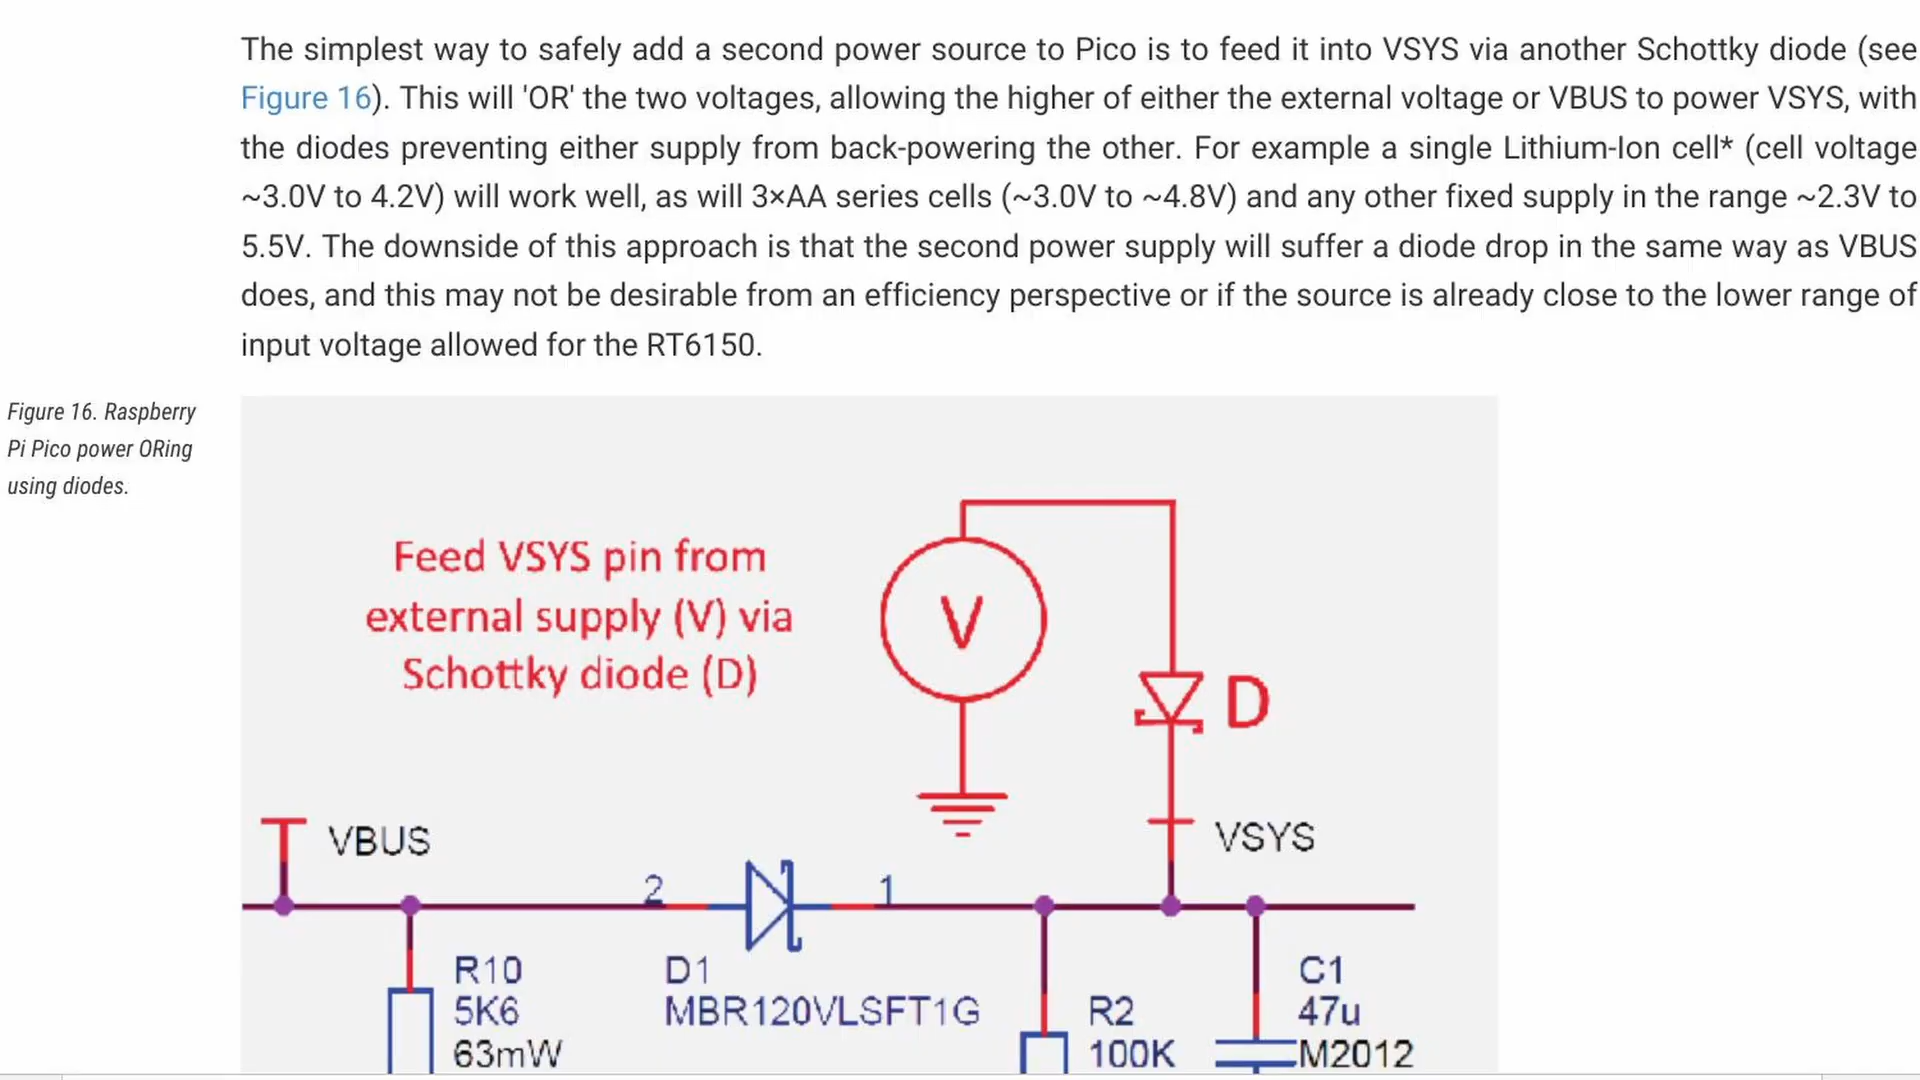 The simplest way to safely add a second power source to Pico is to feed it into VSYS via another Schottky diode (see
Figure 16). This will 'OR' the two voltages, allowing the higher of either the external voltage or VBUS to power VSYS, with
the diodes preventing either supply from back-powering the other. For example a single Lithium-Ion cell* (cell voltage
~3.0V to 4.2V) will work well, as will 3×AA series cells (~3.0V to ~4.8V) and any other fixed supply in the range ~2.3V to
5.5V. The downside of this approach is that the second power supply will suffer a diode drop in the same way as VBUS
does, and this may not be desirable from an efficiency perspective or if the source is already close to the lower range of
input voltage allowed for the RT6150.
Figure 16. Raspberry
Pi Pico power ORing
using diodes.
Feed VSYS pin from
external supply (V) via
Schottky diode (D)
V
D
VBUS
VSYS
2
1
R10
5K6
63mW
D1
MBR120VLSFT1G
R2
100K
C1
47u
M2012